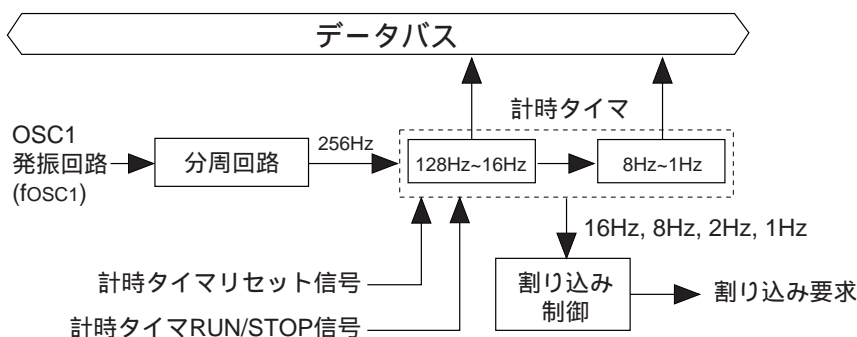 データバス
計時タイマ
OSC1
発振回路
(fOSC1)
分周回路
256Hz
128Hz~16Hz
8Hz~1Hz
16Hz, 8Hz, 2Hz, 1Hz
計時タイマリセット信号
計時タイマRUN/STOP信号
割り込み
制御
割り込み要求